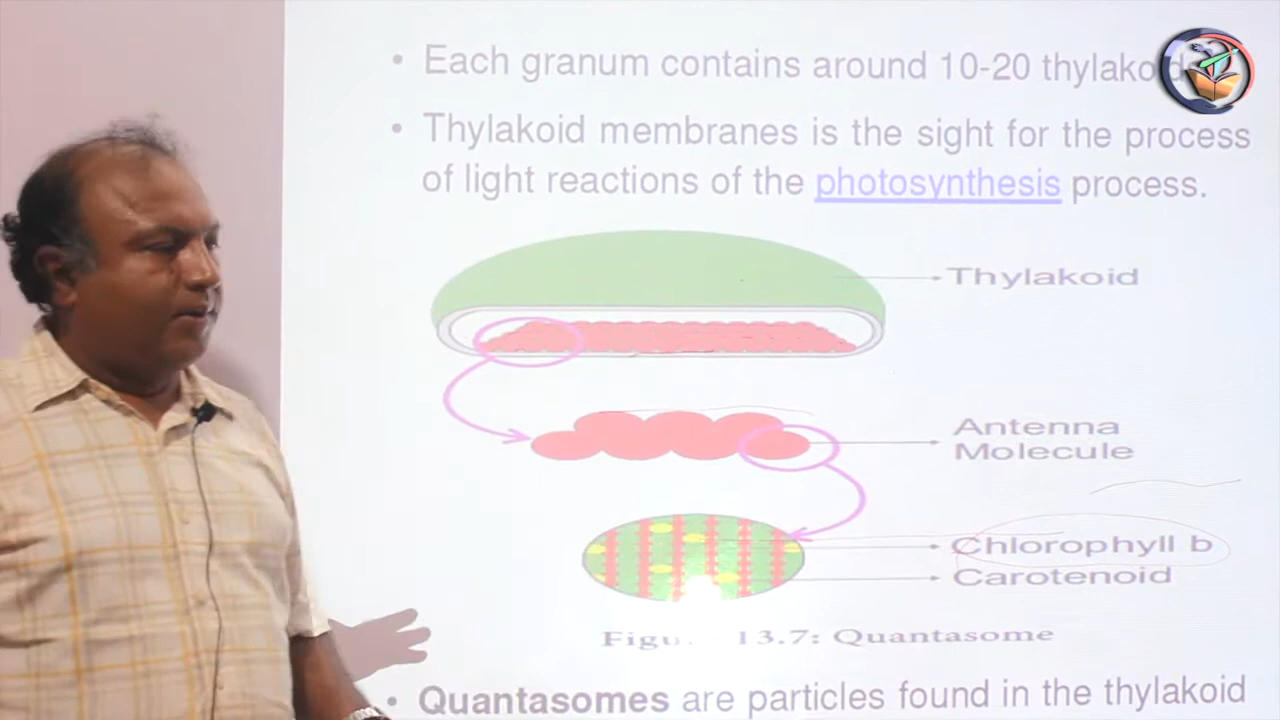 • Each granum contains around 10-20
• Thylakoid membranes is the sight for the process
of light reactions of the photosynthesis process.
Thylakoid
Antenna
Molecule
Chlorophyll b
Carotenoid
13.7: Quantasome
• Quantasomes are particles found in the thylakoid